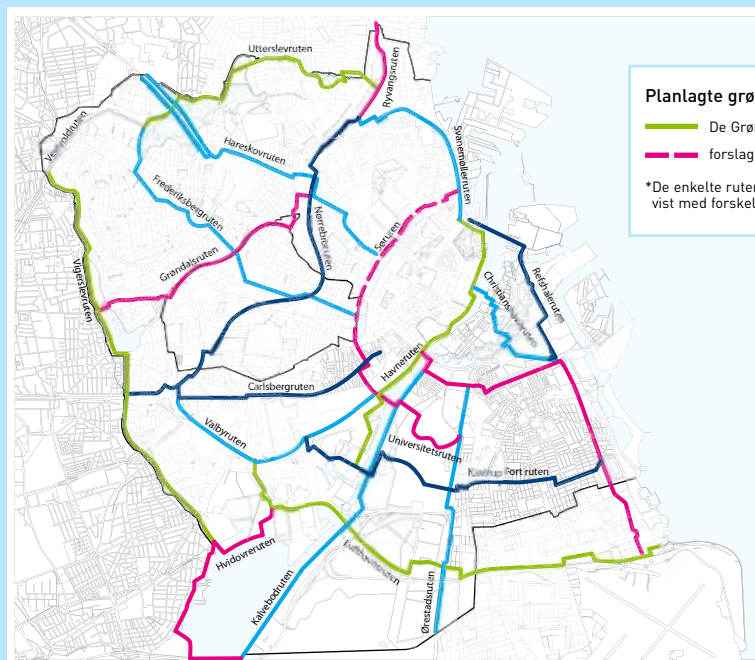 Utterslevruten
Ryvangsruten
Planlagte grø
De Grø
forslag
*De enkelte ruter
vist med forskel
Hareskovruten
Svanemølleruten
Frederiksbergruten
Nørrebroruten
Søruten
Grøndalsruten
Vigerslevruten
Refshaleruten
Havneruten
Carlsbergruten
Valbyruten
Universitetsruten
Fort ruten
Hvidovreruten
Kalvebodruten
Ørestadsruten